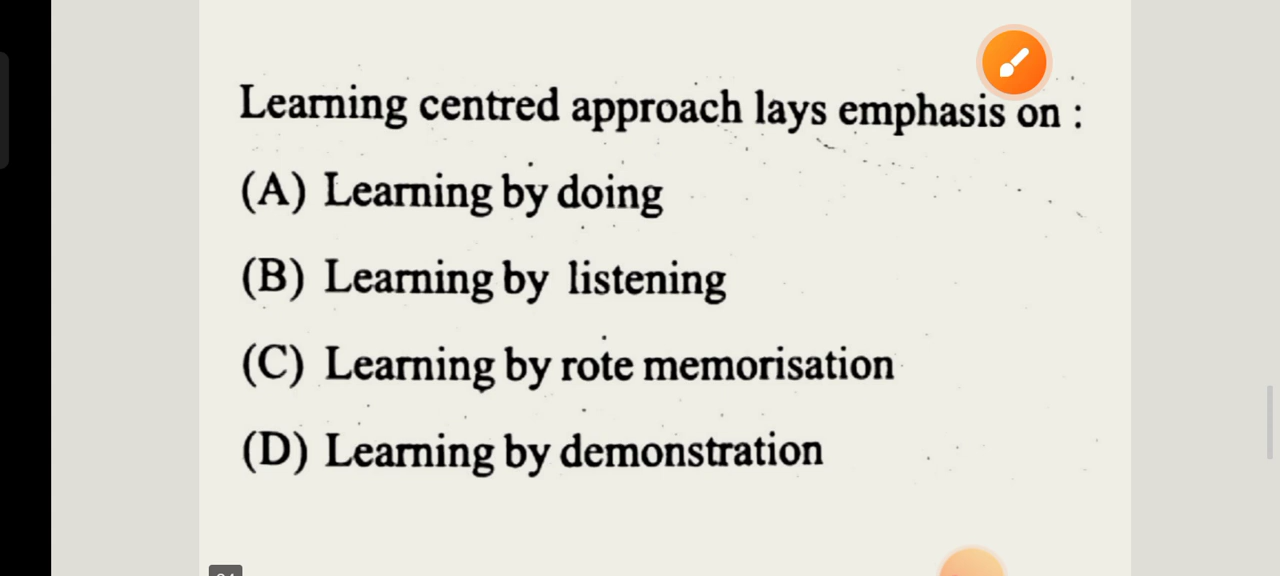 Learning centred approach lays emphasis on :
(A) Learning by doing
(B) Learning by listening
(C) Learning by rote memorisation
(D) Learning by demonstration